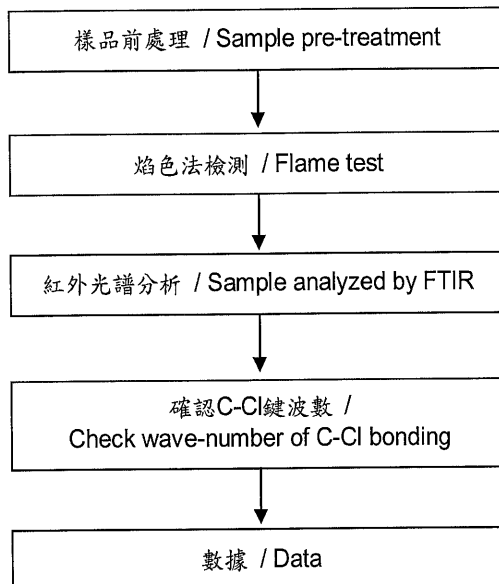 樣品前處理 / Sample pre-treatment
焰色法檢測 / Flame test
紅外光譜分析 / Sample analyzed by FTIR
確認C-Cl鍵波數 /
Check wave-number of C-Cl bonding
數據 / Data